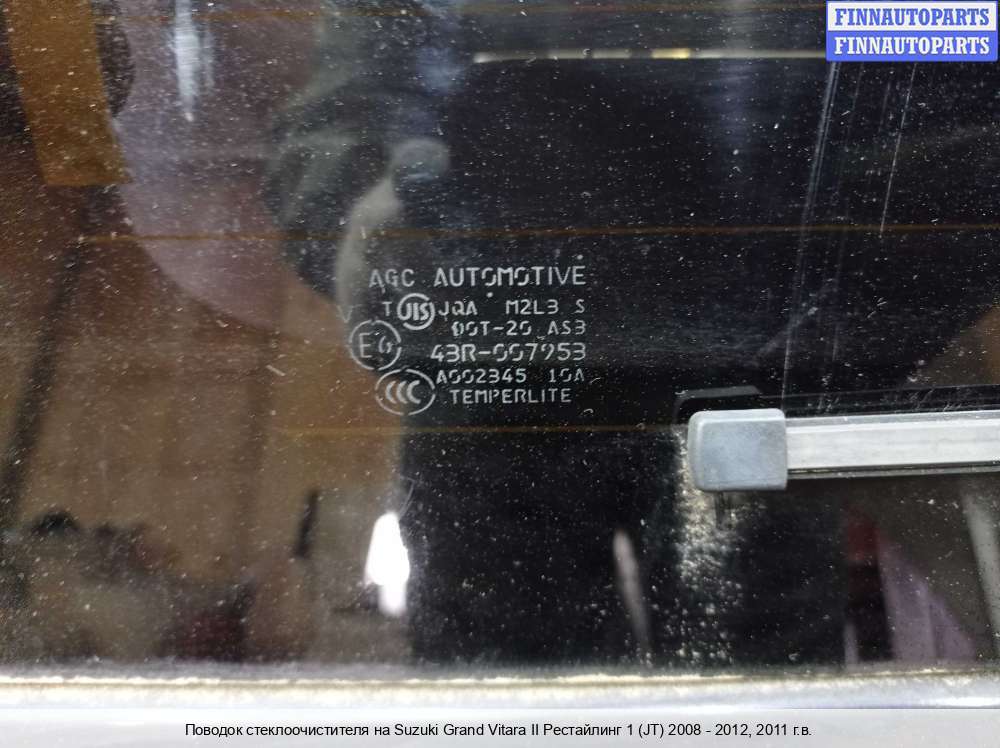 FINNAUTOPARTS
FINNAUTOPARTS
AGC AUTOMOTIVE
T JIS JQA M2L3 S
DOT-20 AS3
43R-007953
A002345 10A
CCC
TEMPERLITE
Поводок стеклоочистителя на Suzuki Grand Vitara II Рестайлинг 1 (JT) 2008 - 2012, 2011 г.в.